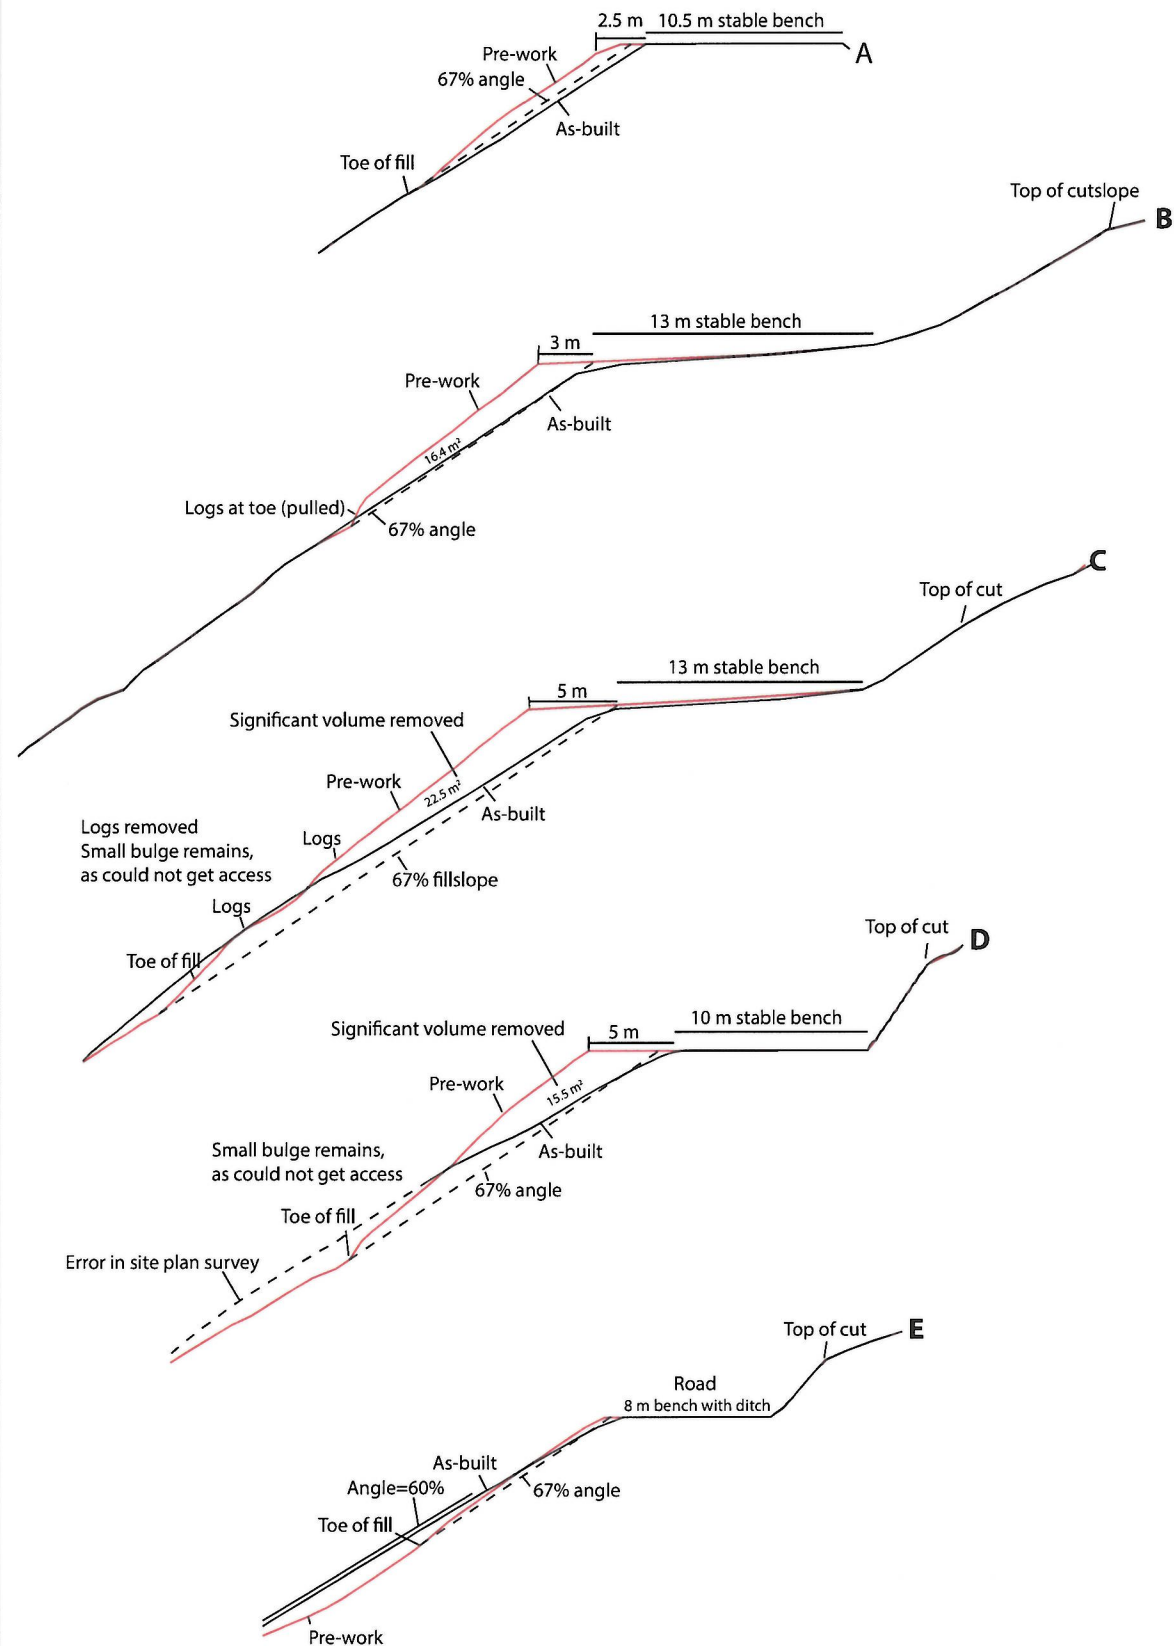 2.5 m 10.5 m stable bench
Pre-work
A
67% angle
As-built
Toe of fill
Top of cutslope
B
13 m stable bench
3 m
Pre-work
As-built
16.4 m²
Logs at toe (pulled)
67% angle
C
Top of cut
13 m stable bench
5 m
Significant volume removed
Pre-work
22.5 m²
As-built
Logs removed
Small bulge remains,
as could not get access
Logs
67% fillslope
Logs
Toe of fill
Top of cut
D
10 m stable bench
Significant volume removed
5 m
Pre-work
15.5 m²
Small bulge remains,
as could not get access
As-built
67% angle
Toe of fill
Error in site plan survey
Top of cut
E
Road
8 m bench with ditch
As-built
Angle=60%
67% angle
Toe of fill
Pre-work